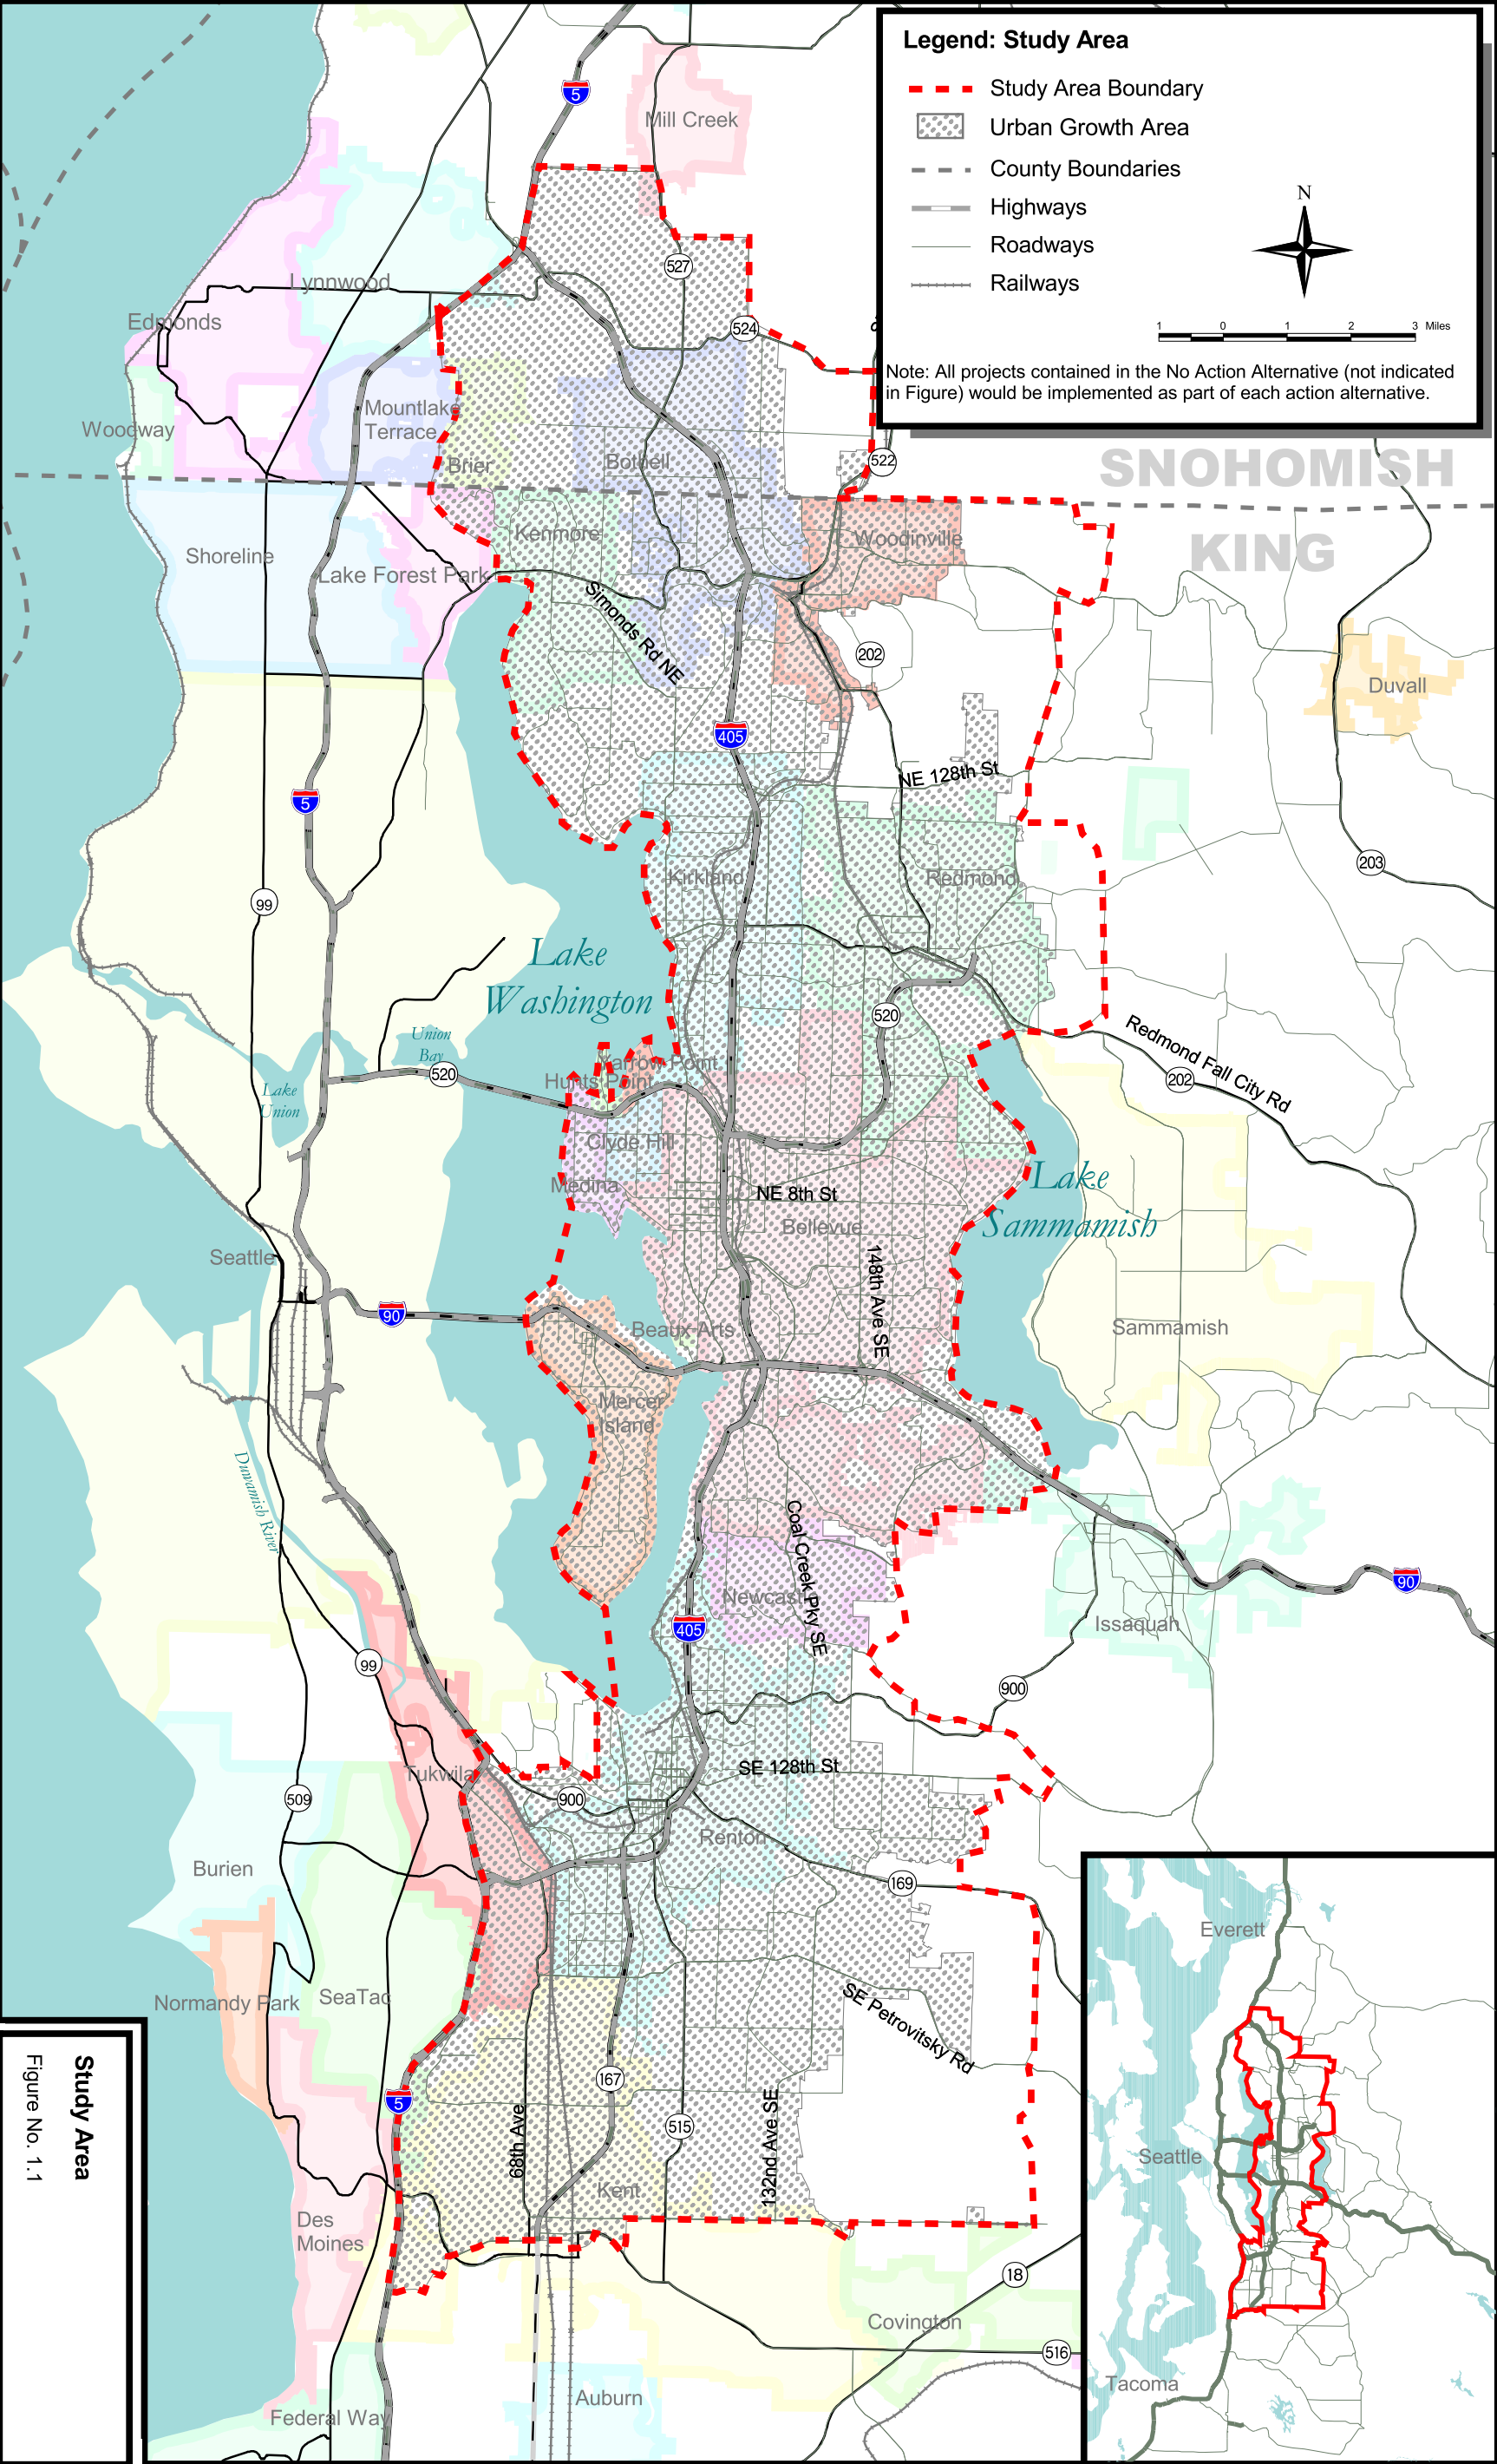 Legend: Study Area
Study Area Boundary
Urban Growth Area
County Boundaries
Highways
Roadways
Railways
N
1 0 1 2 3 Miles
Note: All projects contained in the No Action Alternative (not indicated
in Figure) would be implemented as part of each action alternative.
5
Mill Creek
527
Lynnwood
Edmonds
524
Mountlake
Terrace
Woodway
Brier
Bothell
522
SNOHOMISH
KING
Kenmore
Woodinville
Shoreline
Lake Forest Park
Simonds Rd NE
202
Duvall
405
NE 128th St
5
203
Kirkland
Redmond
99
Lake
Washington
520
Redmond Fall City Rd
Union
Bay
520
Yarrow Point
Hunts Point
202
Lake
Union
Clyde Hill
Medina
NE 8th St
Lake
Sammamish
Bellevue
148th Ave SE
Seattle
90
Beaux Arts
Sammamish
Mercer
Island
Duwamish River
Coal Creek Pky SE
90
Newcastle
Issaquah
405
99
900
Tukwila
SE 128th St
509
900
Renton
Burien
169
Normandy Park
SeaTac
SE Petrovitsky Rd
167
5
515
68th Ave
132nd Ave SE
Kent
Des
Moines
18
Covington
516
Auburn
Federal Way
Everett
Seattle
Tacoma
Study Area
Figure No. 1.1